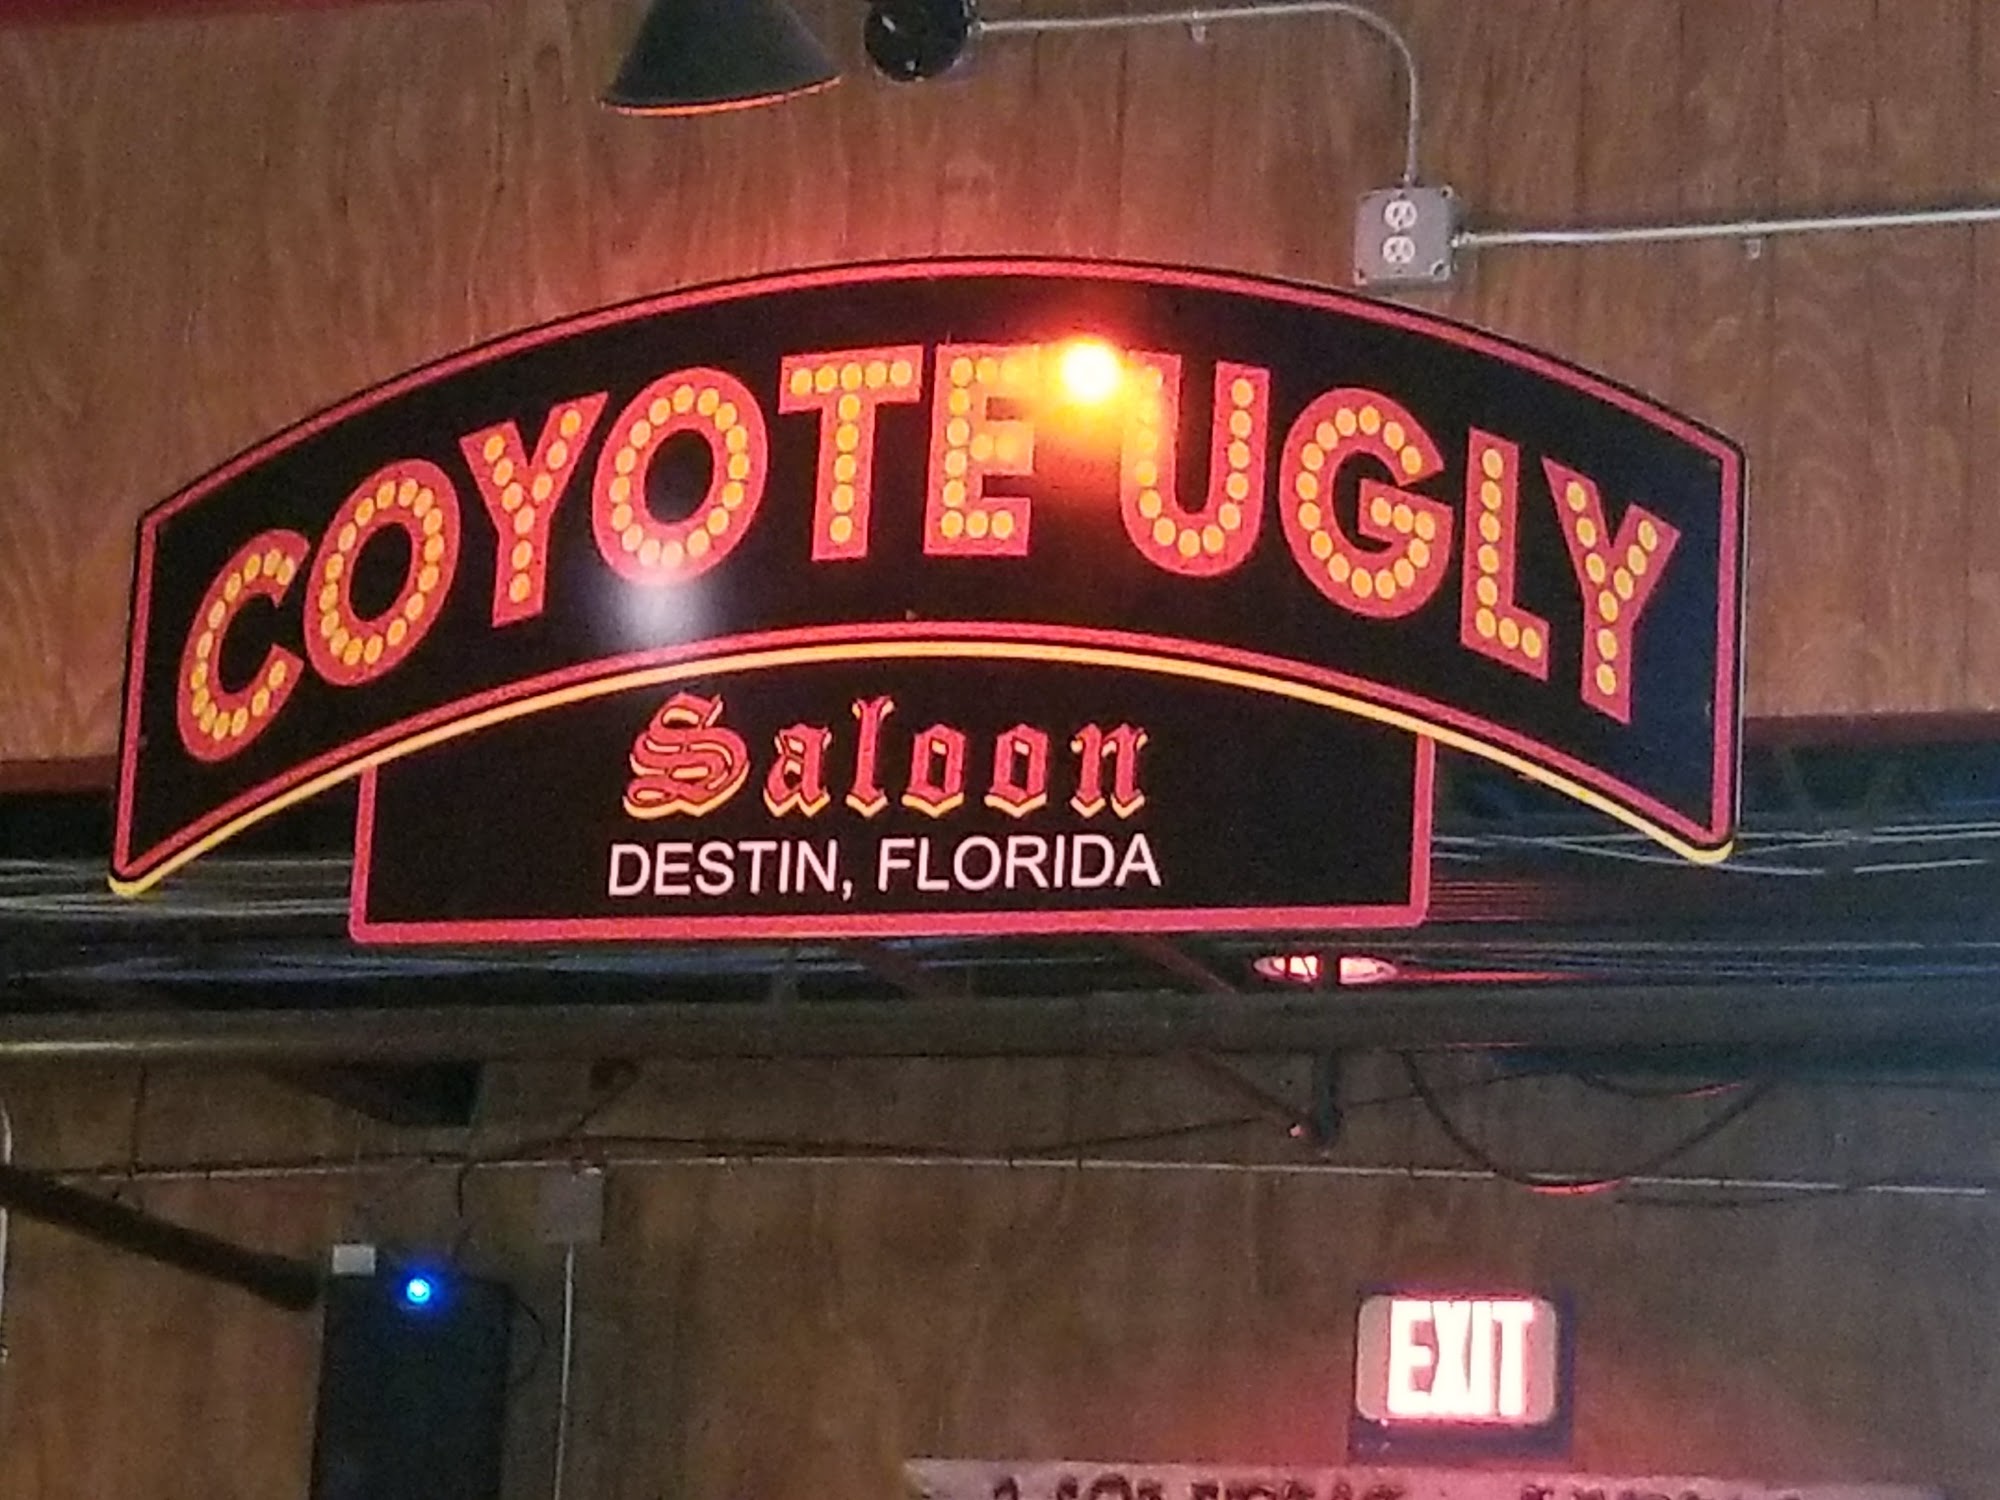 COYOTE UGLY
Saloon
DESTIN, FLORIDA
EXIT